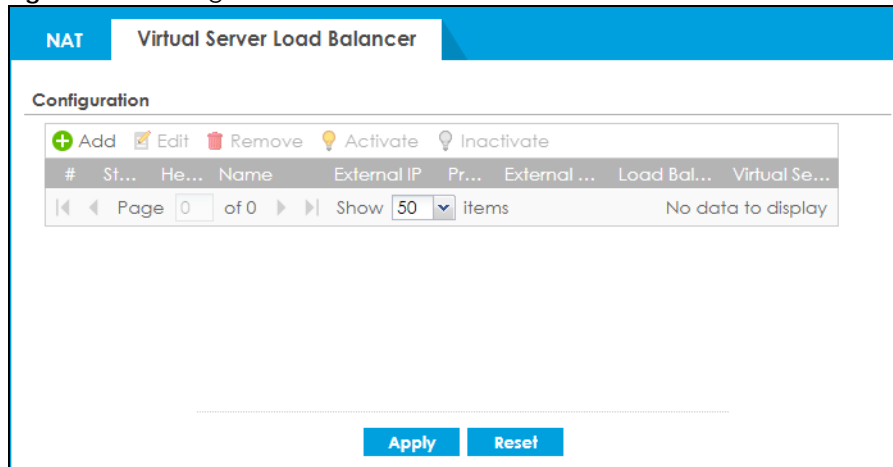 NAT Virtual Server Load Balancer
Configuration
Add Edit Remove Activate Inactivate
# St... He... Name External IP Pr... External ... Load Bal... Virtual Se...
Page 0 of 0 Show 50 items No data to display
Apply Reset